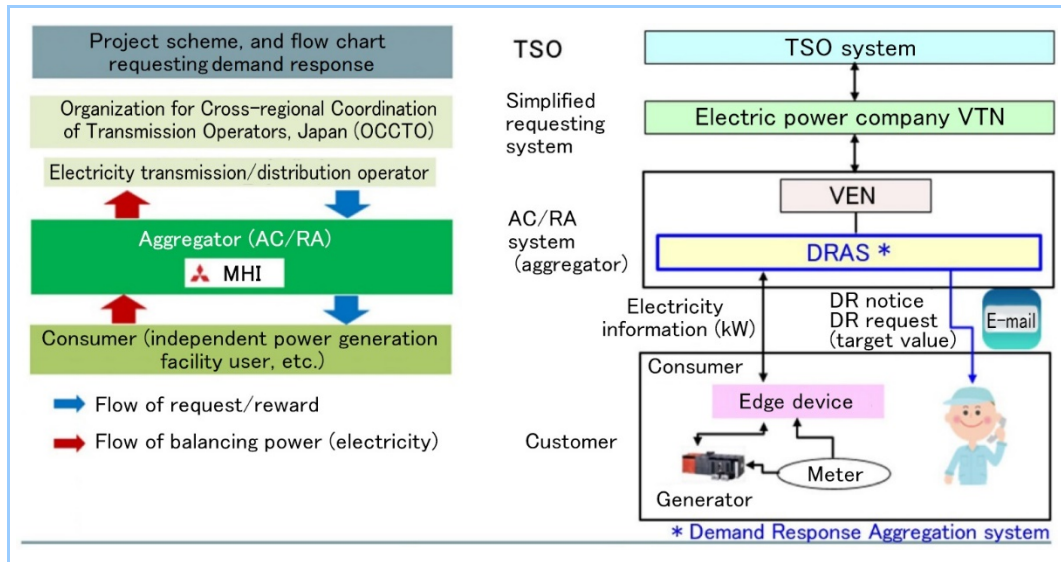 Project scheme, and flow chart
requesting demand response
Organization for Cross-regional Coordination
of Transmission Operators, Japan (OCCTO)
Electricity transmission/distribution operator
Aggregator (AC/RA)
MHI
Consumer (independent power generation
facility user, etc.)
Flow of request/reward
Flow of balancing power (electricity)
TSO
TSO system
Simplified
requesting
system
Electric power company VTN
AC/RA
system
(aggregator)
VEN
DRAS *
Electricity
information (kW)
DR notice
DR request
(target value)
E-mail
Customer
Consumer
Edge device
Meter
Generator
* Demand Response Aggregation system